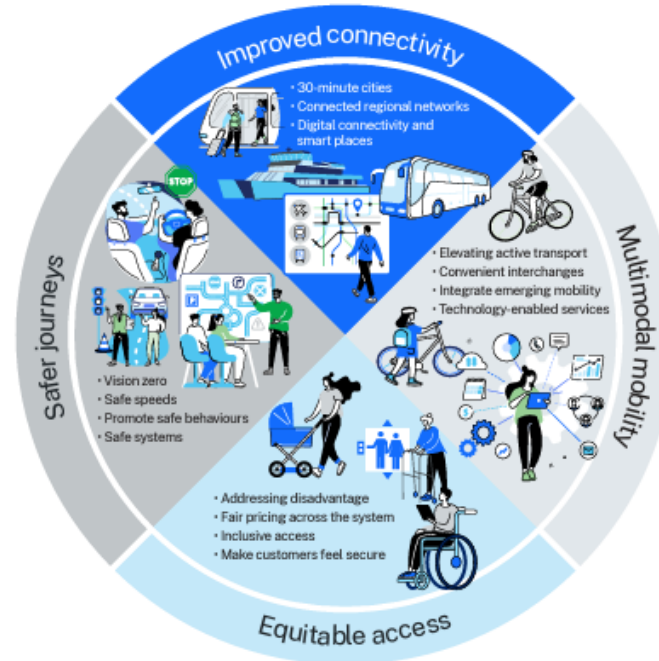 Improved connectivity
• 30-minute cities
• Connected regional networks
• Digital connectivity and
smart places
Multimodal mobility
• Elevating active transport
• Convenient interchanges
• Integrate emerging mobility
• Technology-enabled services
Equitable access
• Addressing disadvantage
• Fair pricing across the system
• Inclusive access
• Make customers feel secure
Safer journeys
STOP
• Vision zero
• Safe speeds
• Promote safe behaviours
• Safe systems